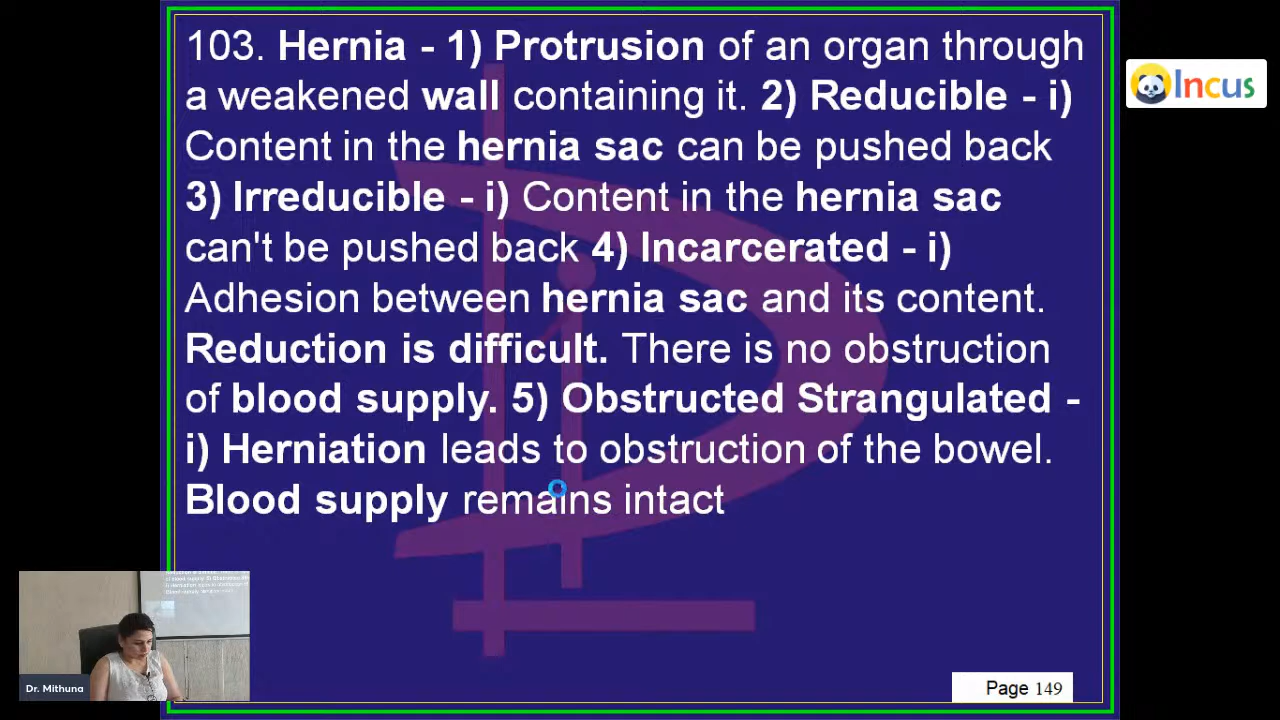 103. Hernia - 1) Protrusion of an organ through
a weakened wall containing it. 2) Reducible - i)
Content in the hernia sac can be pushed back
3) Irreducible - i) Content in the hernia sac
can't be pushed back 4) Incarcerated - i)
Adhesion between hernia sac and its content.
Reduction is difficult. There is no obstruction
of blood supply. 5) Obstructed Strangulated -
i) Herniation leads to obstruction of the bowel.
Blood supply remains intact
Incus
Dr. Mithuna
Page 149